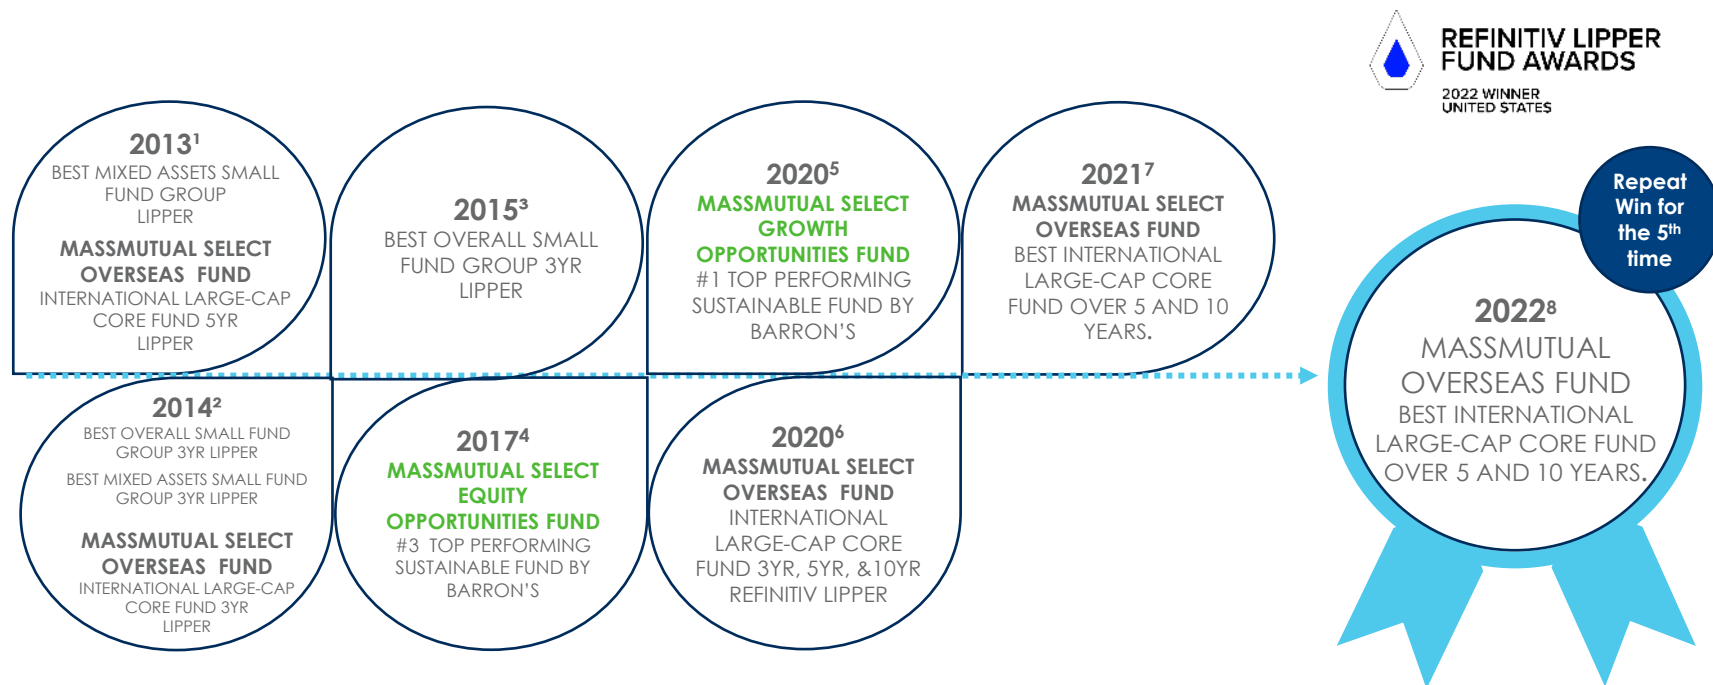 REFINITIV LIPPER
FUND AWARDS
2022 WINNER
UNITED STATES
2013¹
BEST MIXED ASSETS SMALL
FUND GROUP
LIPPER
MASSMUTUAL SELECT
OVERSEAS FUND
INTERNATIONAL LARGE-CAP
CORE FUND 5YR
LIPPER
2014²
BEST OVERALL SMALL FUND
GROUP 3YR LIPPER
BEST MIXED ASSETS SMALL FUND
GROUP 3YR LIPPER
MASSMUTUAL SELECT
OVERSEAS FUND
INTERNATIONAL LARGE-CAP
CORE FUND 3YR
LIPPER
2015³
BEST OVERALL SMALL
FUND GROUP 3YR
LIPPER
2017⁴
MASSMUTUAL SELECT
EQUITY
OPPORTUNITIES FUND
#3 TOP PERFORMING
SUSTAINABLE FUND BY
BARRON’S
2020⁵
MASSMUTUAL SELECT
GROWTH
OPPORTUNITIES FUND
#1 TOP PERFORMING
SUSTAINABLE FUND BY
BARRON’S
2020⁶
MASSMUTUAL SELECT
OVERSEAS FUND
INTERNATIONAL
LARGE-CAP CORE
FUND 3YR, 5YR, &10YR
REFINITIV LIPPER
2021⁷
MASSMUTUAL SELECT
OVERSEAS FUND
BEST INTERNATIONAL
LARGE-CAP CORE
FUND OVER 5 AND 10
YEARS.
Repeat
Win for
the 5th
time
2022⁸
MASSMUTUAL
OVERSEAS FUND
BEST INTERNATIONAL
LARGE-CAP CORE FUND
OVER 5 AND 10 YEARS.